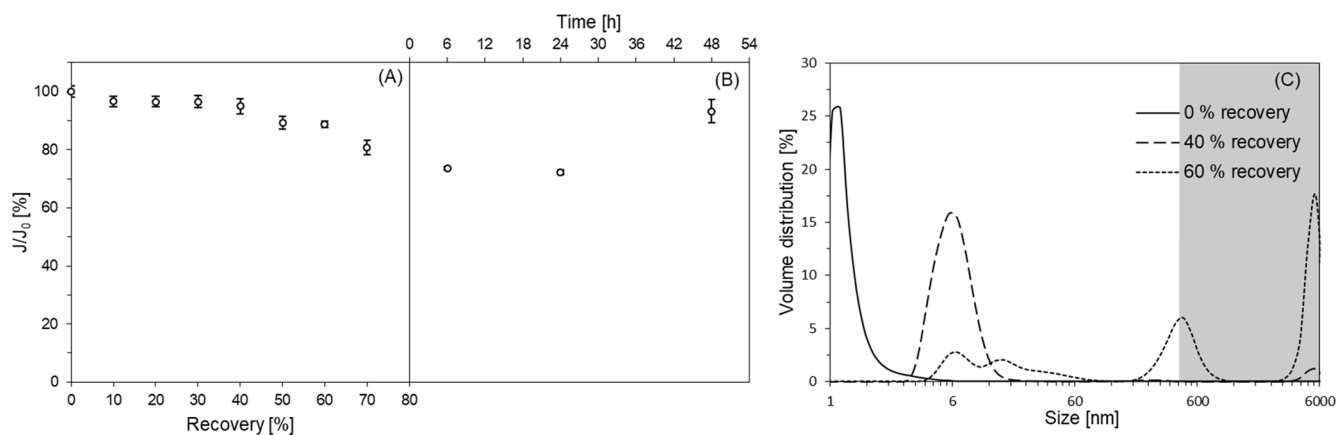 Time [h]
0 6 12 18 24 30 36 42 48 54
(A)
(B)
100
80
60
40
20
0
J/J₀ [%]
0 10 20 30 40 50 60 70 80
Recovery [%]
30
25
20
15
10
5
0
Volume distribution [%]
(C)
0 % recovery
40 % recovery
60 % recovery
1 6 60 600 6000
Size [nm]